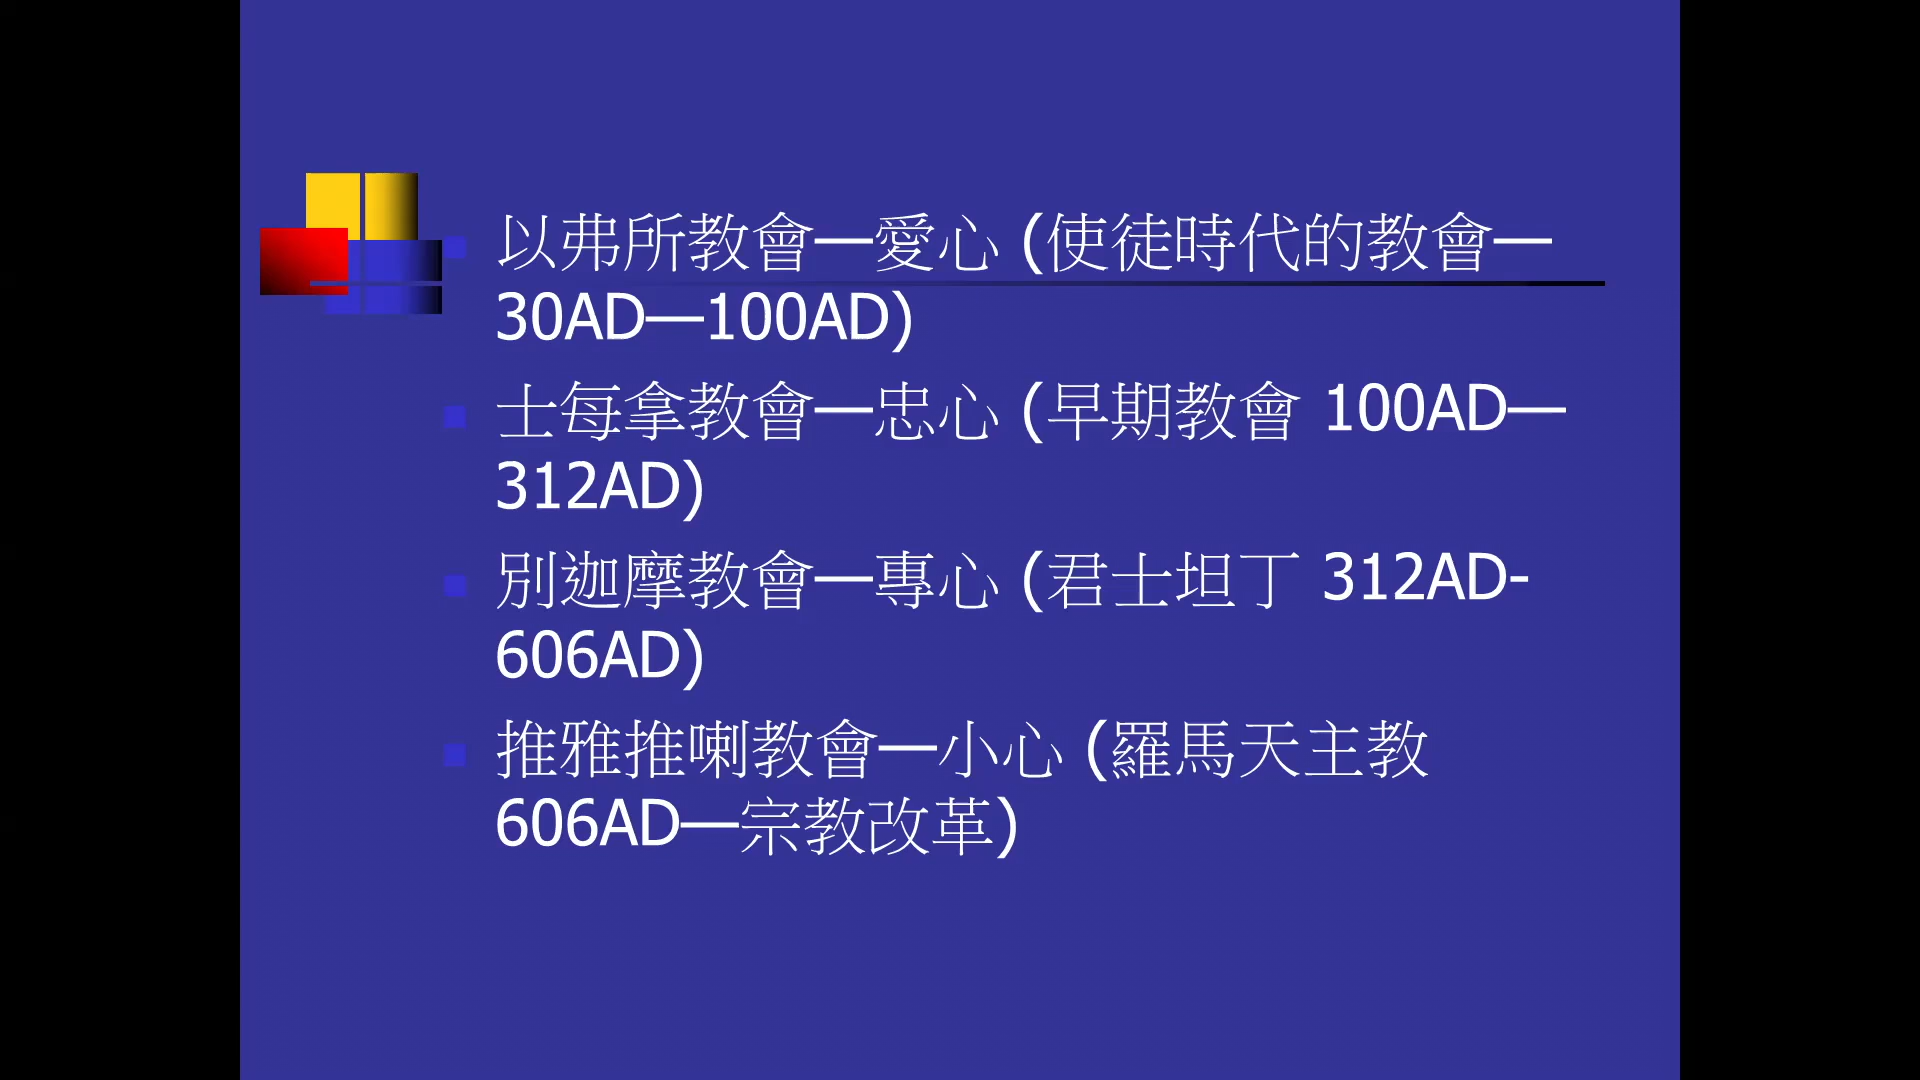 以弗所教會—愛心 (使徒時代的教會—
30AD—100AD)
士每拿教會—忠心 (早期教會 100AD—
312AD)
別迦摩教會—專心 (君士坦丁 312AD-
606AD)
推雅推喇教會—小心 (羅馬天主教
606AD—宗教改革)